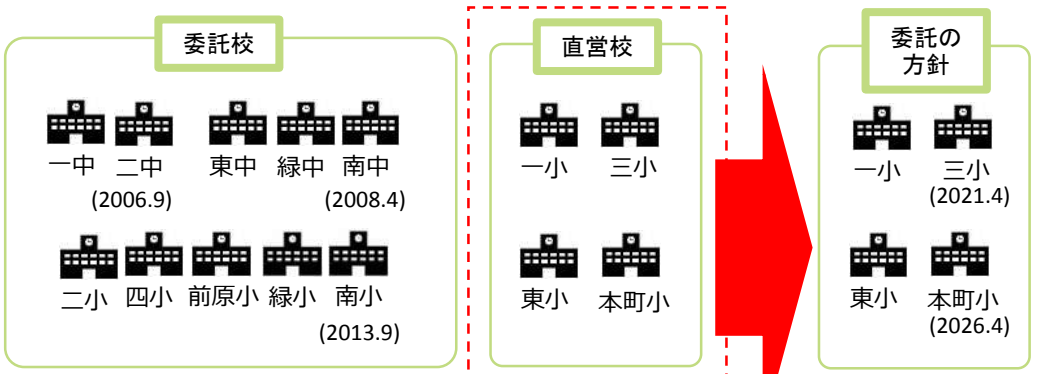 委託校
一中 二中 東中 緑中 南中
(2006.9) (2008.4)
二小 四小 前原小 緑小 南小
(2013.9)
直営校
一小 三小
東小 本町小
委託の
方針
一小 三小
(2021.4)
東小 本町小
(2026.4)